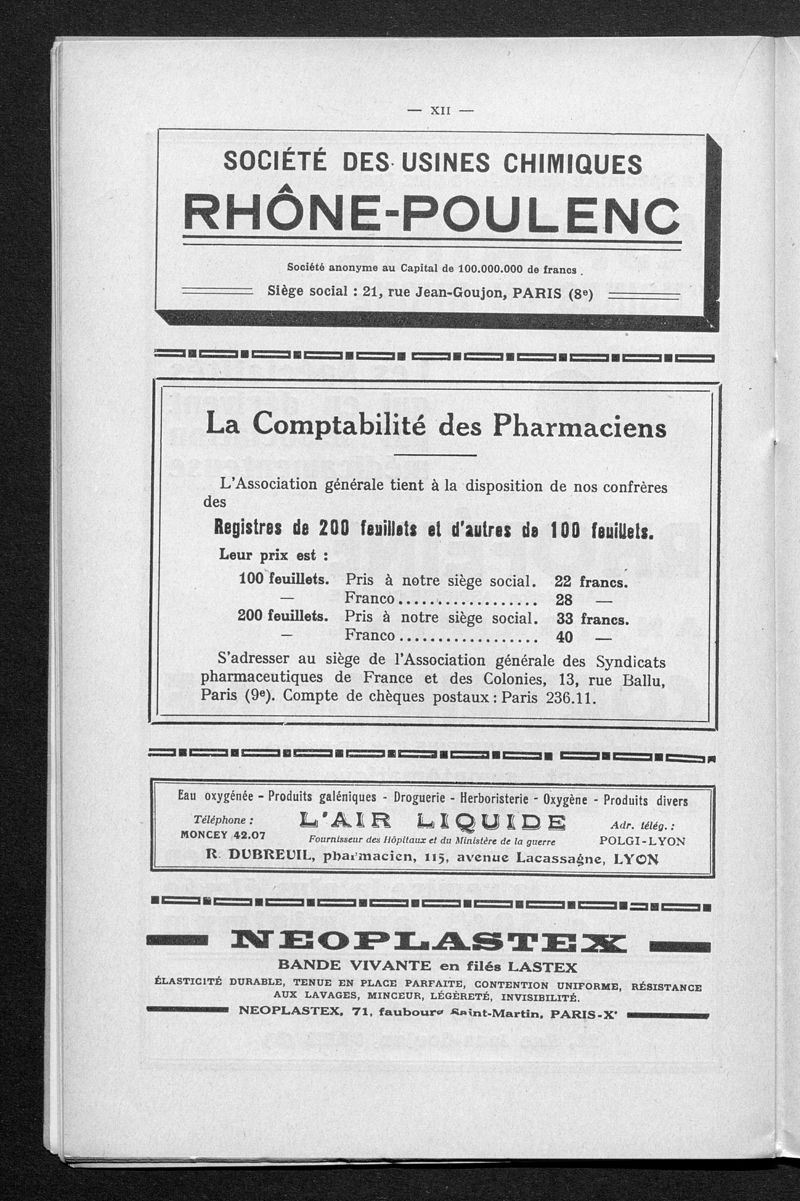 — XII —
SOCIÉTÉ DES USINES CHIMIQUES
RHÔNE-POULENC
Société anonyme au Capital de 100.000.000 de francs.
Siège social : 21, rue Jean-Goujon, PARIS (8e)
La Comptabilité des Pharmaciens
L'Association générale tient à la disposition de nos confrères
des
Registres de 200 feuillets et d'autres de 100 feuillets.
Leur prix est :
100 feuillets. Pris à notre siège social. 22 francs.
— Franco.................. 28 —
200 feuillets. Pris à notre siège social. 33 francs.
— Franco.................. 40 —
S'adresser au siège de l'Association générale des Syndicats
pharmaceutiques de France et des Colonies, 13, rue Ballu,
Paris (9e). Compte de chèques postaux : Paris 236.11.
Eau oxygénée - Produits galéniques - Droguerie - Herboristerie - Oxygène - Produits divers
Téléphone :
MONCEY 42.07
L'AIR LIQUIDE
Fournisseur des Hôpitaux et du Ministère de la guerre
Adr. télég. :
POLGI-LYON
R. DUBREUIL, pharmacien, 115, avenue Lacassagne, LYON
NEOPLASTEX
BANDE VIVANTE en filés LASTEX
ÉLASTICITÉ DURABLE, TENUE EN PLACE PARFAITE, CONTENTION UNIFORME, RÉSISTANCE
AUX LAVAGES, MINCEUR, LÉGÈRETÉ, INVISIBILITÉ.
NEOPLASTEX, 71, faubourg Saint-Martin, PARIS-Xe